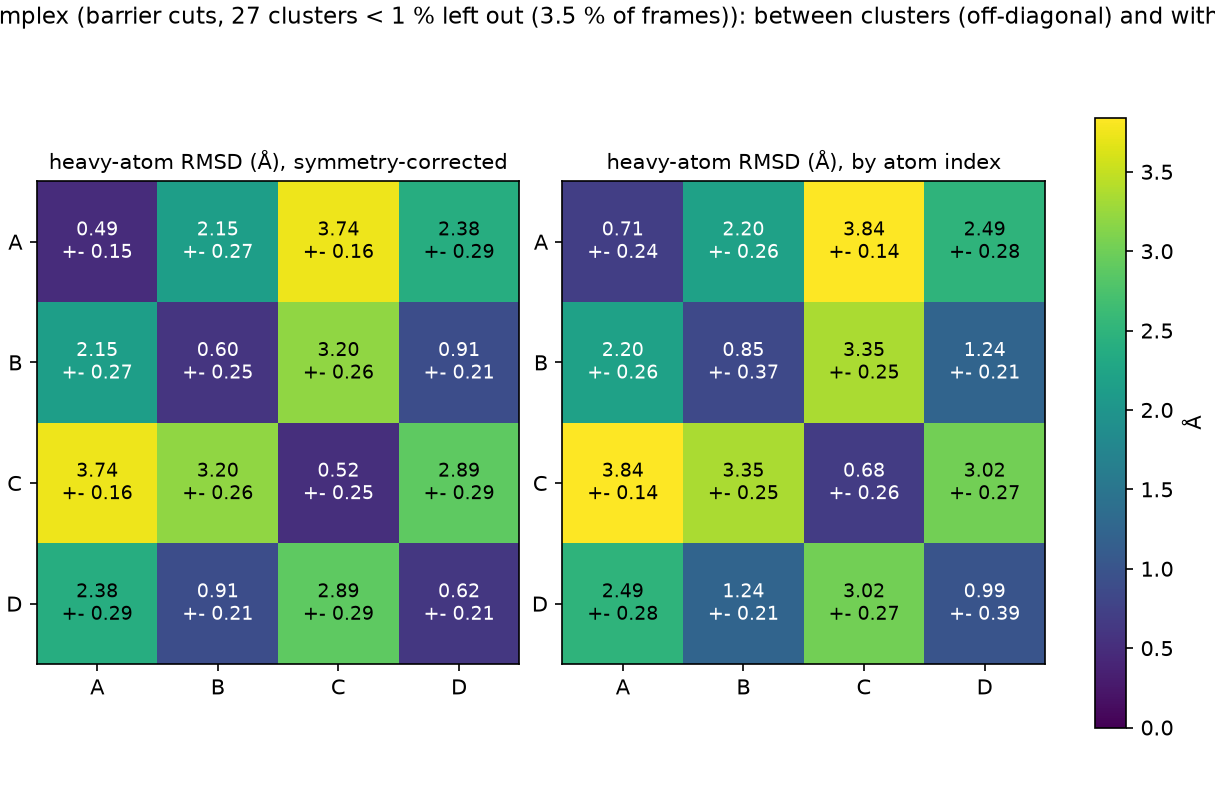 mplex (barrier cuts, 27 clusters < 1 % left out (3.5 % of frames)): between clusters (off-diagonal) and with
heavy-atom RMSD (Å), symmetry-corrected
A
0.49 2.15 3.74 2.38
+- 0.15 +- 0.27 +- 0.16 +- 0.29
B
2.15 0.60 3.20 0.91
+- 0.27 +- 0.25 +- 0.26 +- 0.21
C
3.74 3.20 0.52 2.89
+- 0.16 +- 0.26 +- 0.25 +- 0.29
D
2.38 0.91 2.89 0.62
+- 0.29 +- 0.21 +- 0.29 +- 0.21
A B C D
heavy-atom RMSD (Å), by atom index
A
0.71 2.20 3.84 2.49
+- 0.24 +- 0.26 +- 0.14 +- 0.28
B
2.20 0.85 3.35 1.24
+- 0.26 +- 0.37 +- 0.25 +- 0.21
C
3.84 3.35 0.68 3.02
+- 0.14 +- 0.25 +- 0.26 +- 0.27
D
2.49 1.24 3.02 0.99
+- 0.28 +- 0.21 +- 0.27 +- 0.39
A B C D
3.5
3.0
2.5
2.0
1.5
1.0
0.5
0.0
Å